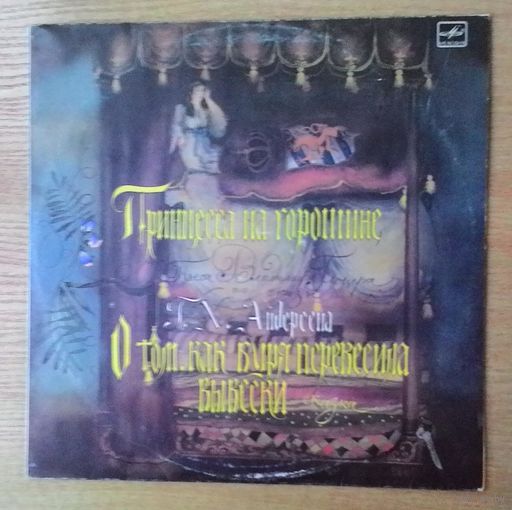 Принцесса на горошине
Г. Х. Андерсена
О том, как буря перевесила
вывески